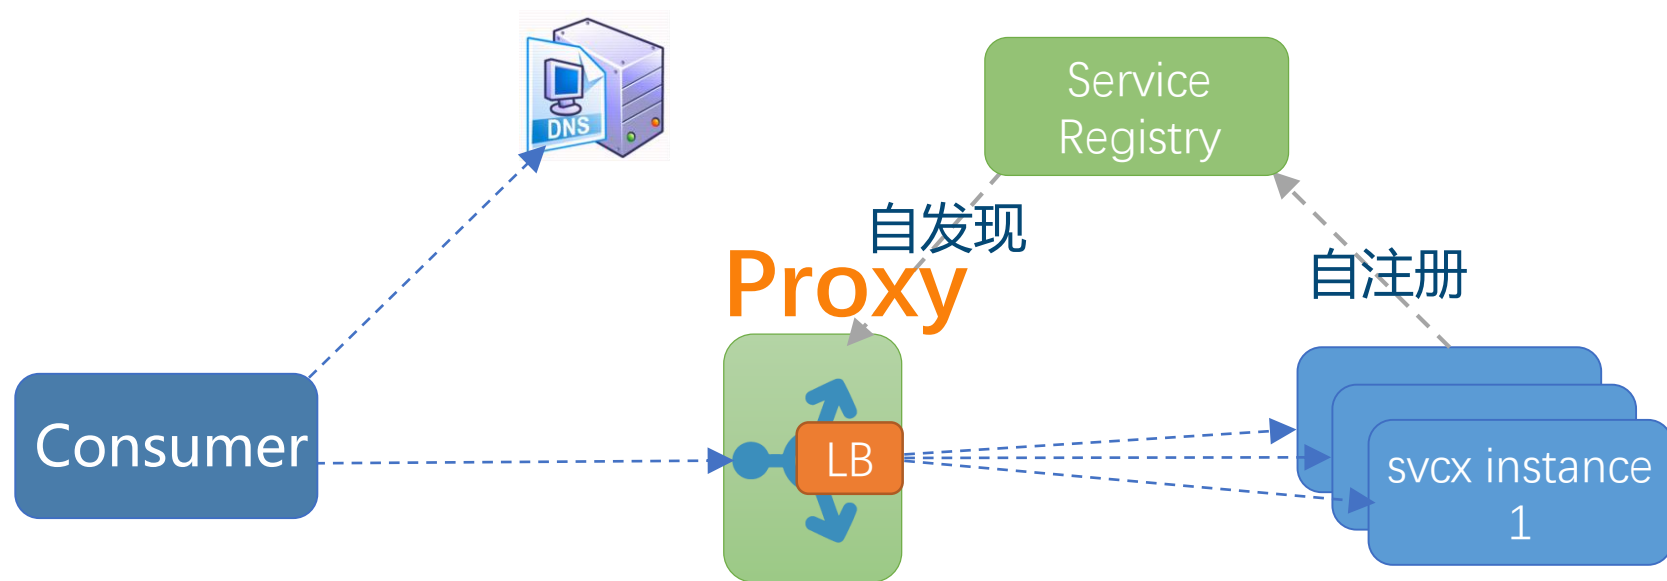 DNS
Service
Registry
自发现
Proxy
自注册
Consumer
LB
svcx instance
1